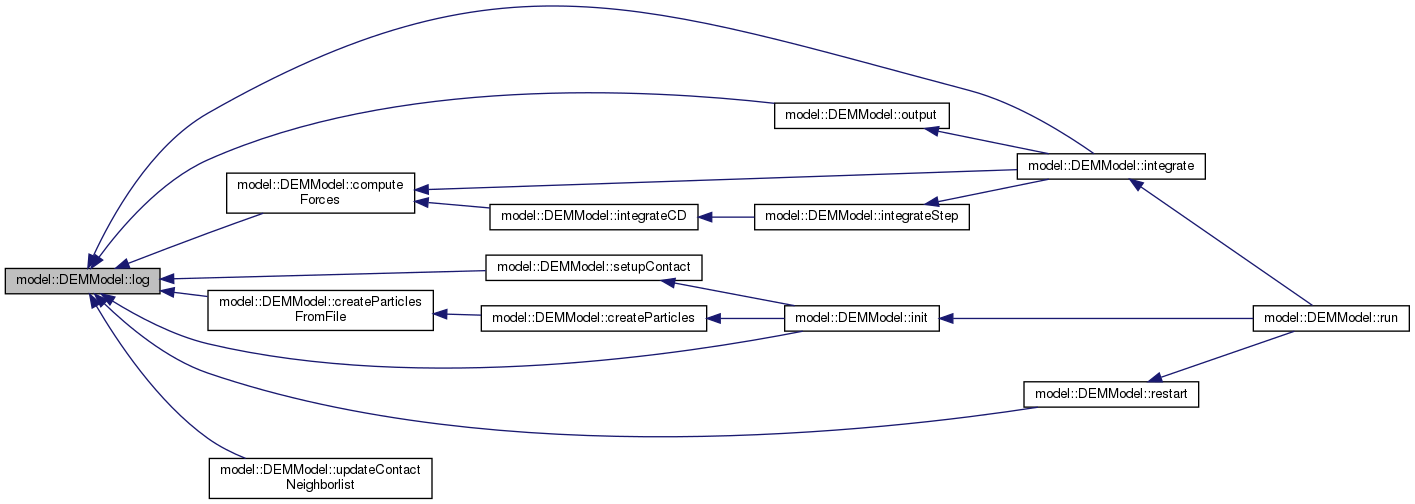 model::DEMModel::output
model::DEMModel::integrate
model::DEMModel::compute
Forces
model::DEMModel::integrateCD
model::DEMModel::integrateStep
model::DEMModel::log
model::DEMModel::setupContact
model::DEMModel::createParticles
FromFile
model::DEMModel::createParticles
model::DEMModel::init
model::DEMModel::run
model::DEMModel::restart
model::DEMModel::updateContact
Neighborlist